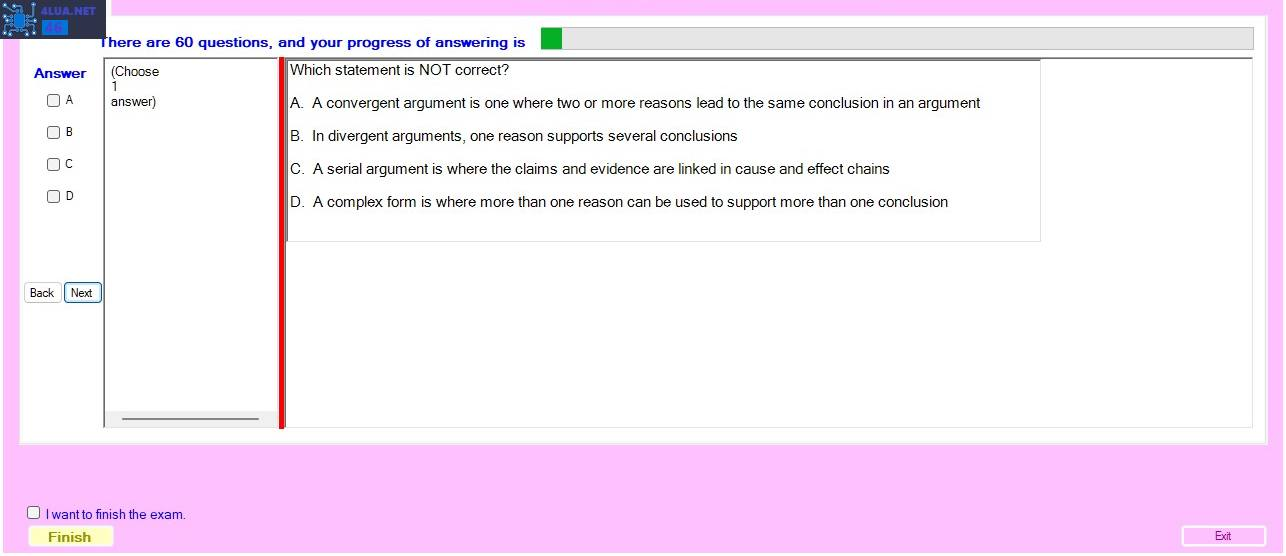 4LUA.NET
46
There are 60 questions, and your progress of answering is
Answer
A
B
C
D
Back
Next
(Choose
1
answer)
Which statement is NOT correct?
A. A convergent argument is one where two or more reasons lead to the same conclusion in an argument
B. In divergent arguments, one reason supports several conclusions
C. A serial argument is where the claims and evidence are linked in cause and effect chains
D. A complex form is where more than one reason can be used to support more than one conclusion
I want to finish the exam.
Finish
Exit